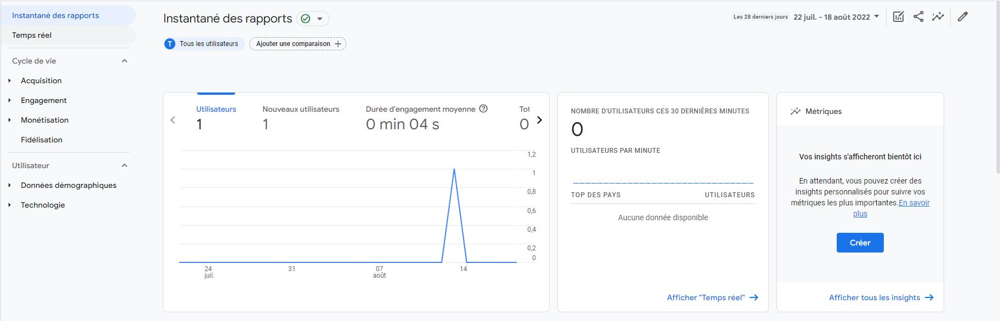 Instantané des rapports
Temps réel
Cycle de vie
Acquisition
Engagement
Monétisation
Fidélisation
Utilisateur
Données démographiques
Technologie
Instantané des rapports
Les 28 derniers jours 22 juil. - 18 août 2022
T Tous les utilisateurs
Ajouter une comparaison +
Utilisateurs
1
Nouveaux utilisateurs
1
Durée d'engagement moyenne
0 min 04 s
Tot
0
1,2
1
0,8
0,6
0,4
0,2
0
24
juil.
31
07
août
14
NOMBRE D'UTILISATEURS CES 30 DERNIÈRES MINUTES
0
UTILISATEURS PAR MINUTE
TOP DES PAYS UTILISATEURS
Aucune donnée disponible
Afficher "Temps réel"
Métriques
Vos insights s'afficheront bientôt ici
En attendant, vous pouvez créer des
insights personnalisés pour suivre vos
métriques les plus importantes.En savoir
plus
Créer
Afficher tous les insights